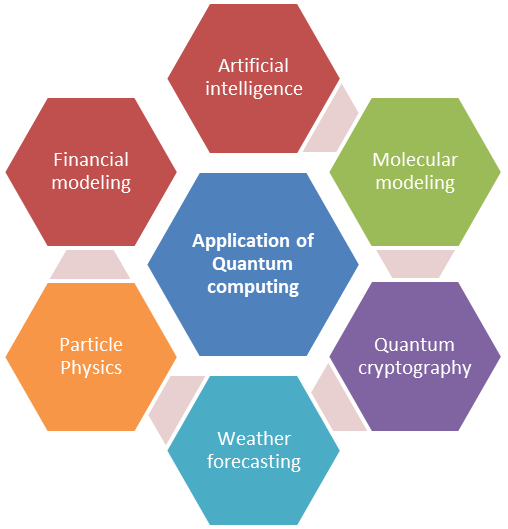 Artificial
intelligence
Financial
modeling
Molecular
modeling
Application of
Quantum
computing
Particle
Physics
Quantum
cryptography
Weather
forecasting